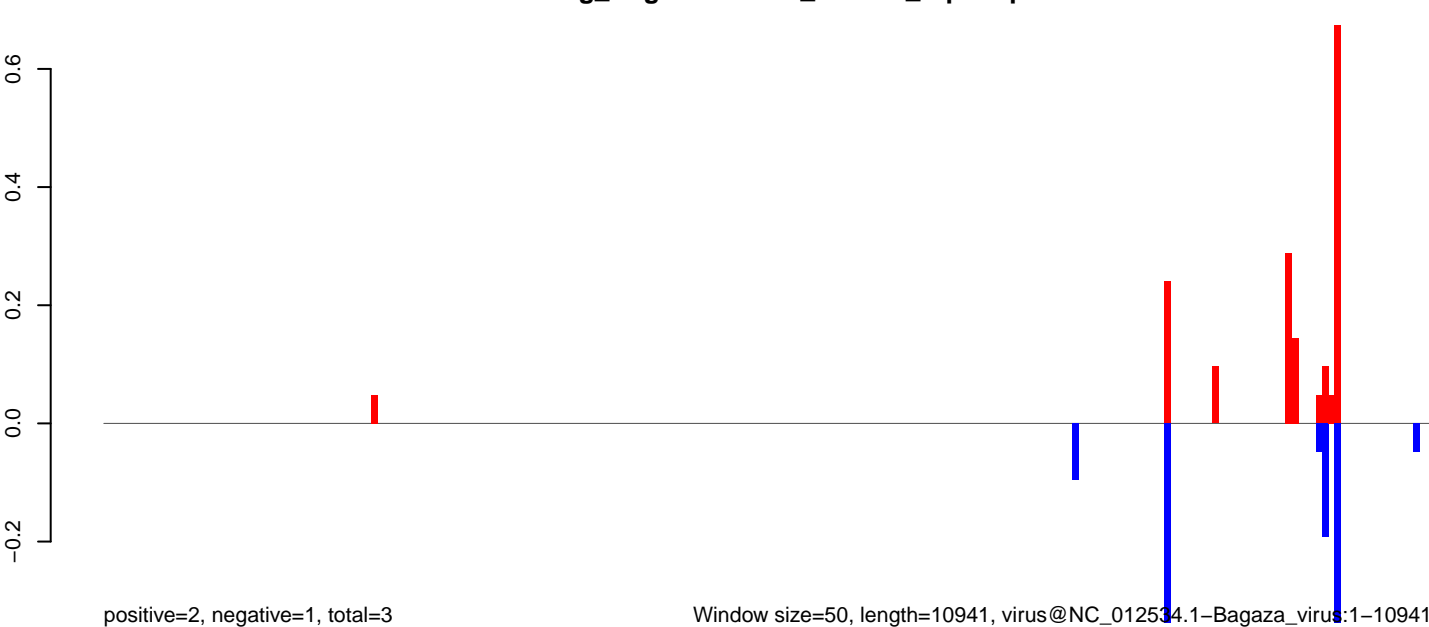 0.6
0.4
0.2
0.0
−0.2
positive=2, negative=1, total=3
Window size=50, length=10941, virus@NC_012534.1−Bagaza_virus:1−10941